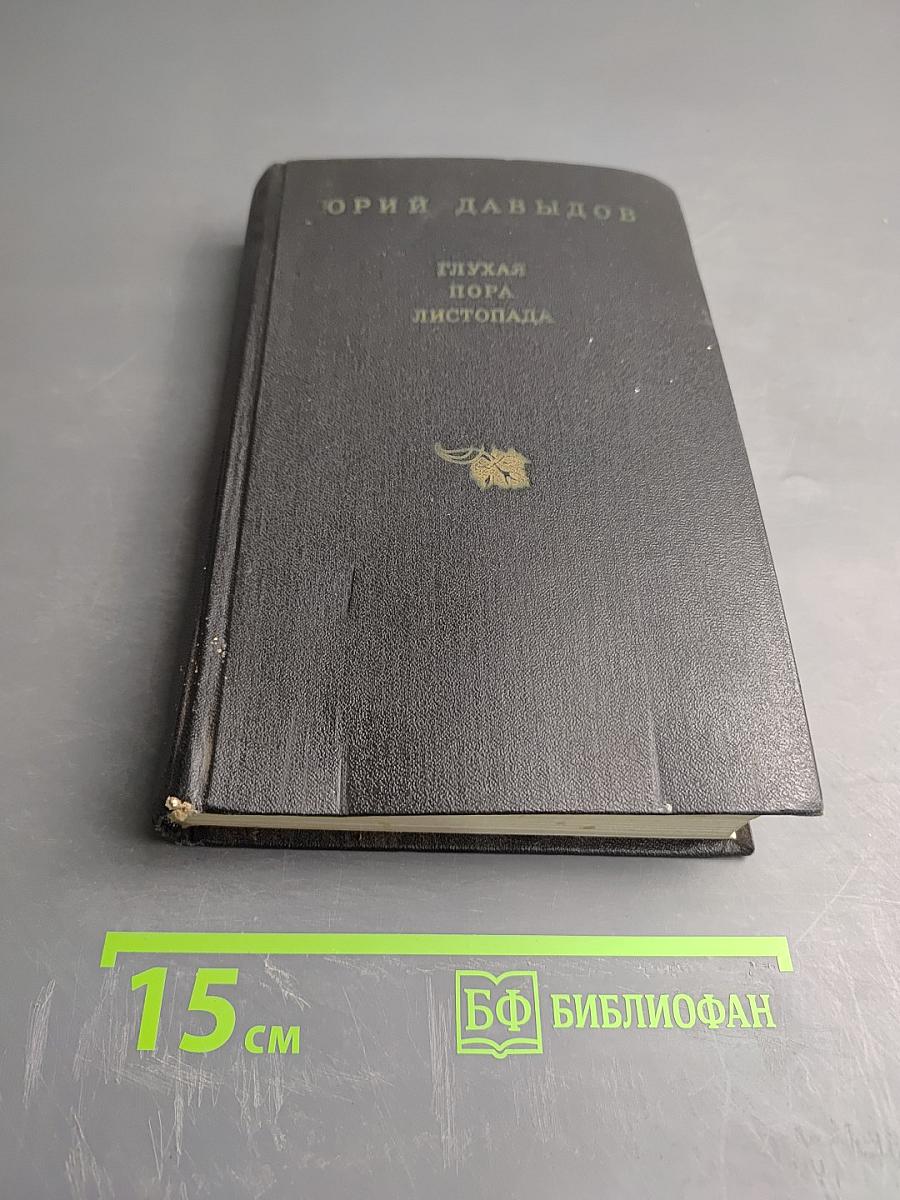 ЮРИЙ ДАВЫДОВ
ГЛУХАЯ
ПОРА
ЛИСТОПАДА
15 см
БФ БИБЛИОФАН